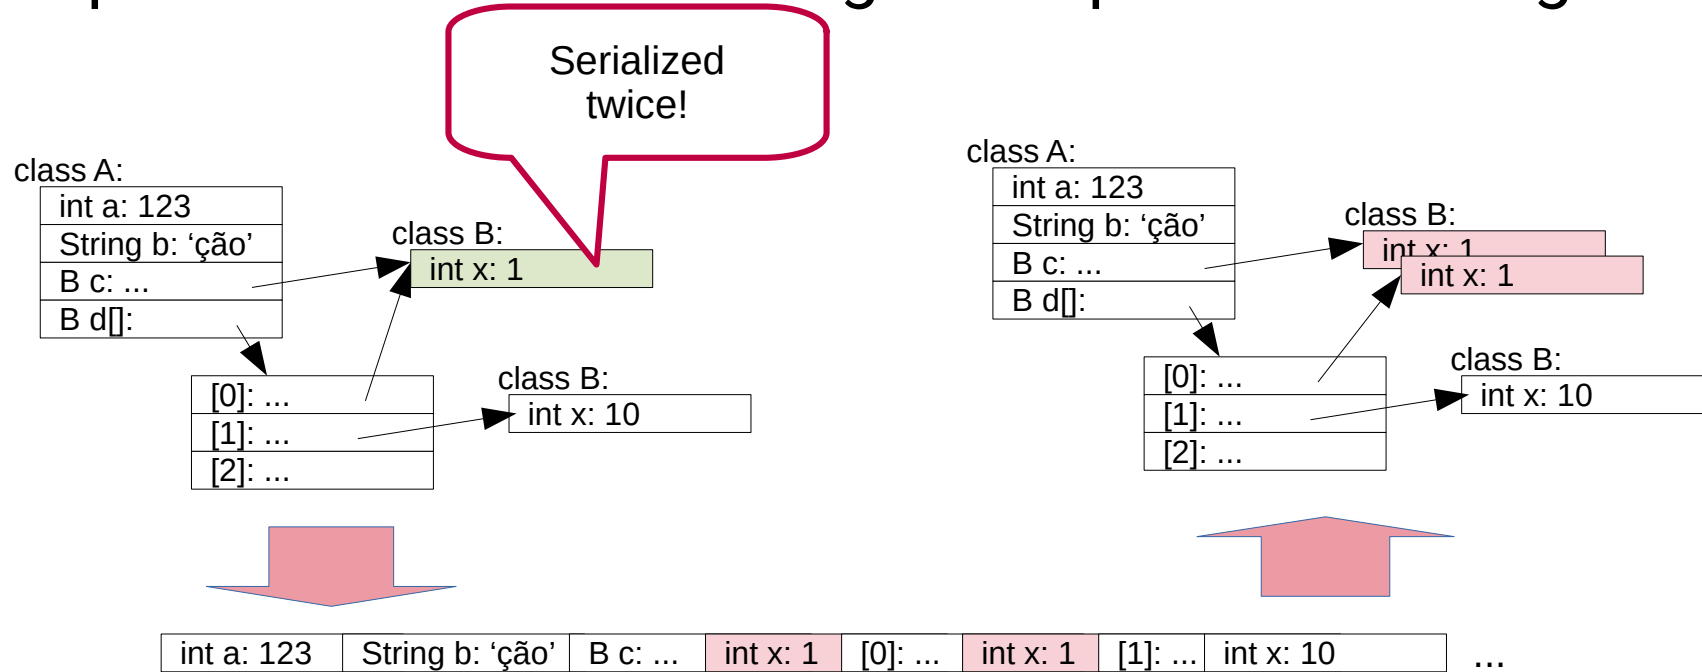 Serialized
twice!
class A:
int a: 123
String b: ‘ção’
B c: ...
B d[]:
class B:
int x: 1
[0]: ...
[1]: ...
[2]: ...
class B:
int x: 10
class A:
int a: 123
String b: ‘ção’
B c: ...
B d[]:
class B:
int x: 1
int x: 1
[0]: ...
[1]: ...
[2]: ...
class B:
int x: 10
int a: 123 String b: ‘ção’ B c: ... int x: 1 [0]: ... int x: 1 [1]: ... int x: 10 ...